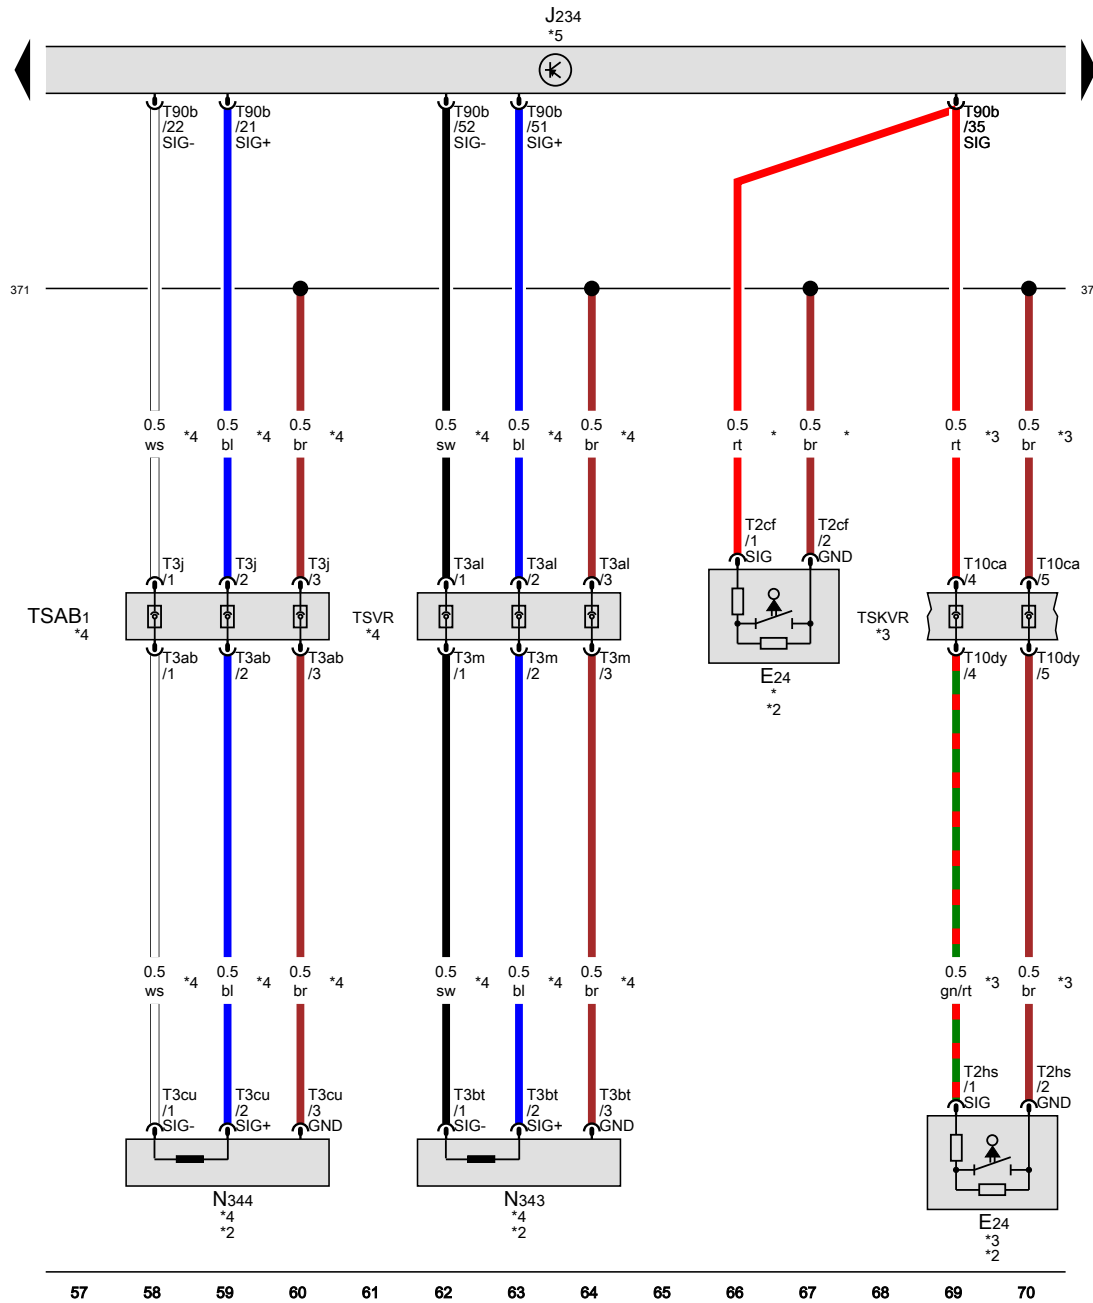 J234
*5
T90b
/22
SIG-
T90b
/21
SIG+
T90b
/52
SIG-
T90b
/51
SIG+
T90b
/35
SIG
371
37
0.5
ws
*4
0.5
bl
*4
0.5
br
*4
0.5
sw
*4
0.5
bl
*4
0.5
br
*4
0.5
rt
*
0.5
br
*
0.5
rt
*3
0.5
br
*3
T2cf
/1
SIG
T2cf
/2
GND
T3j
/1
T3j
/2
T3j
/3
T3al
/1
T3al
/2
T3al
/3
T10ca
/4
T10ca
/5
TSAB1
*4
TSVR
*4
TSKVR
*3
T3ab
/1
T3ab
/2
T3ab
/3
T3m
/1
T3m
/2
T3m
/3
E24
*
*2
T10dy
/4
T10dy
/5
0.5
ws
*4
0.5
bl
*4
0.5
br
*4
0.5
sw
*4
0.5
bl
*4
0.5
br
*4
0.5
gn/rt
*3
0.5
br
*3
T3cu
/1
SIG-
T3cu
/2
SIG+
T3cu
/3
GND
T3bt
/1
SIG-
T3bt
/2
SIG+
T3bt
/3
GND
T2hs
/1
SIG
T2hs
/2
GND
N344
*4
*2
N343
*4
*2
E24
*3
*2
57 58 59 60 61 62 63 64 65 66 67 68 69 70